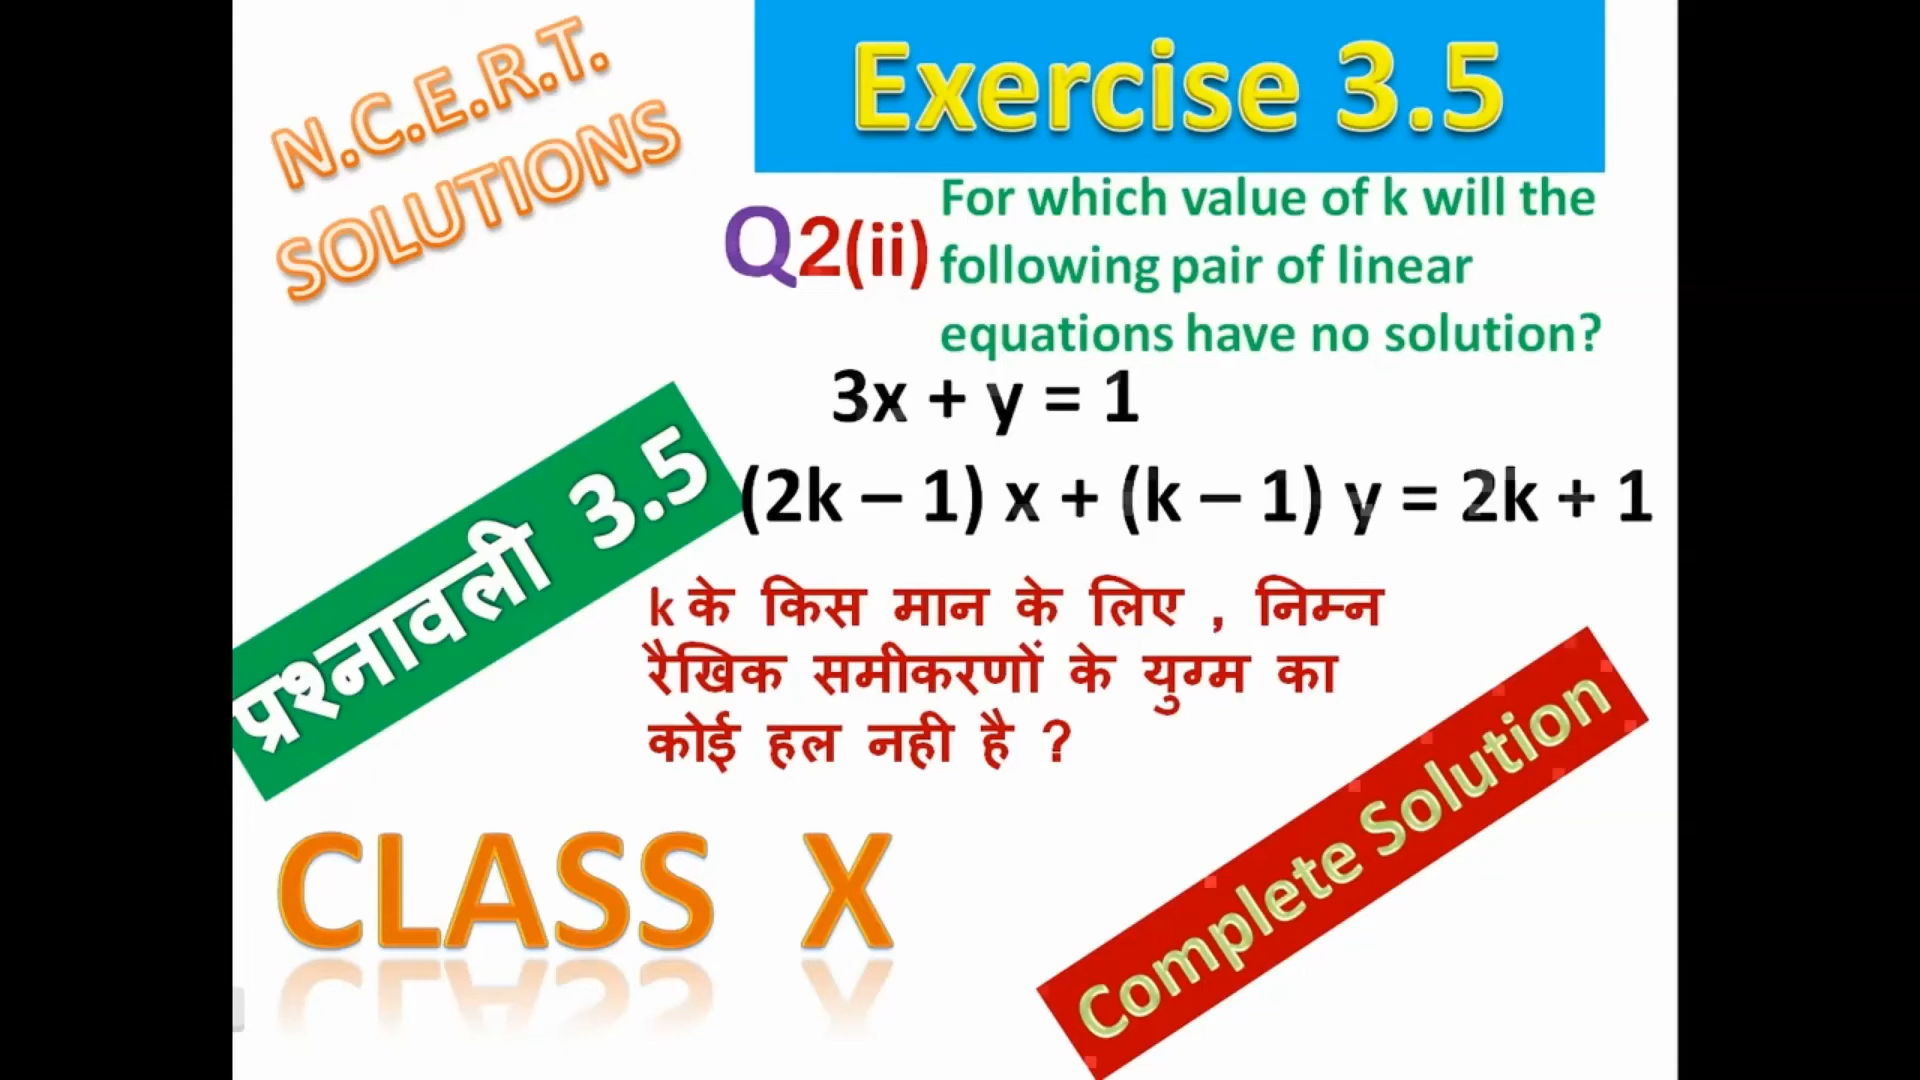 N.C.E.R.T.
SOLUTIONS
Exercise 3.5
Q2(ii) For which value of k will the
following pair of linear
equations have no solution?
3x + y = 1
(2k – 1) x + (k – 1) y = 2k + 1
प्रश्नावली 3.5
k के किस मान के लिए , निम्न
रैखिक समीकरणों के युग्म का
कोई हल नही है ?
CLASS X
Complete Solution